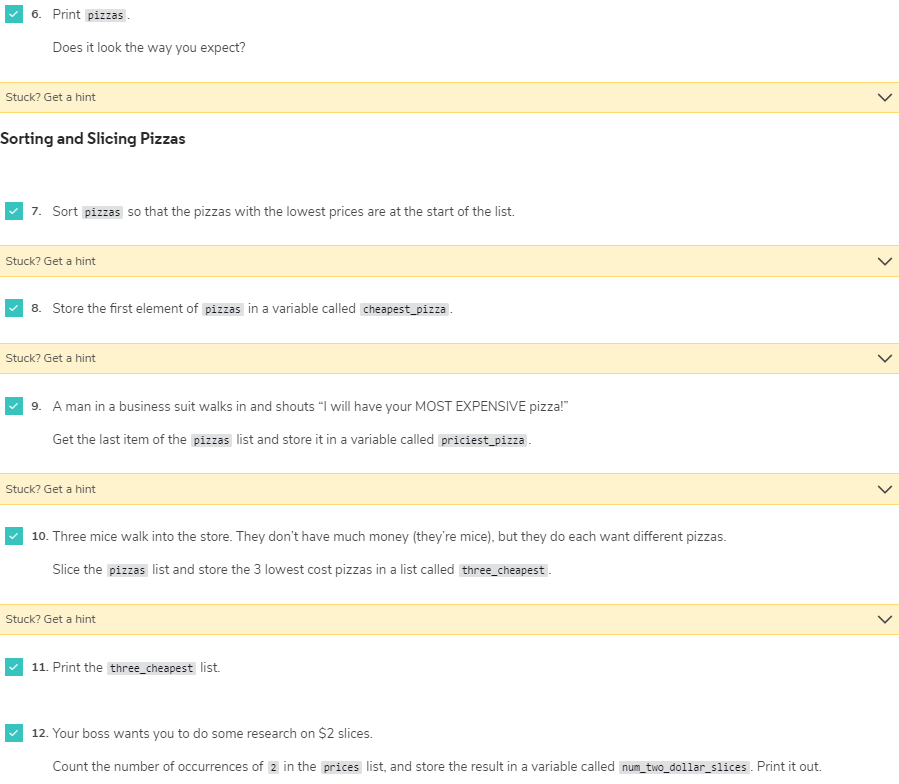 6. Print pizzas.
Does it look the way you expect?
Stuck? Get a hint
Sorting and Slicing Pizzas
7. Sort pizzas so that the pizzas with the lowest prices are at the start of the list.
Stuck? Get a hint
8. Store the first element of pizzas in a variable called cheapest_pizza.
Stuck? Get a hint
9. A man in a business suit walks in and shouts “I will have your MOST EXPENSIVE pizza!”
Get the last item of the pizzas list and store it in a variable called priciest_pizza.
Stuck? Get a hint
10. Three mice walk into the store. They don’t have much money (they’re mice), but they do each want different pizzas.
Slice the pizzas list and store the 3 lowest cost pizzas in a list called three_cheapest.
Stuck? Get a hint
11. Print the three_cheapest list.
12. Your boss wants you to do some research on $2 slices.
Count the number of occurrences of 2 in the prices list, and store the result in a variable called num_two_dollar_slices. Print it out.